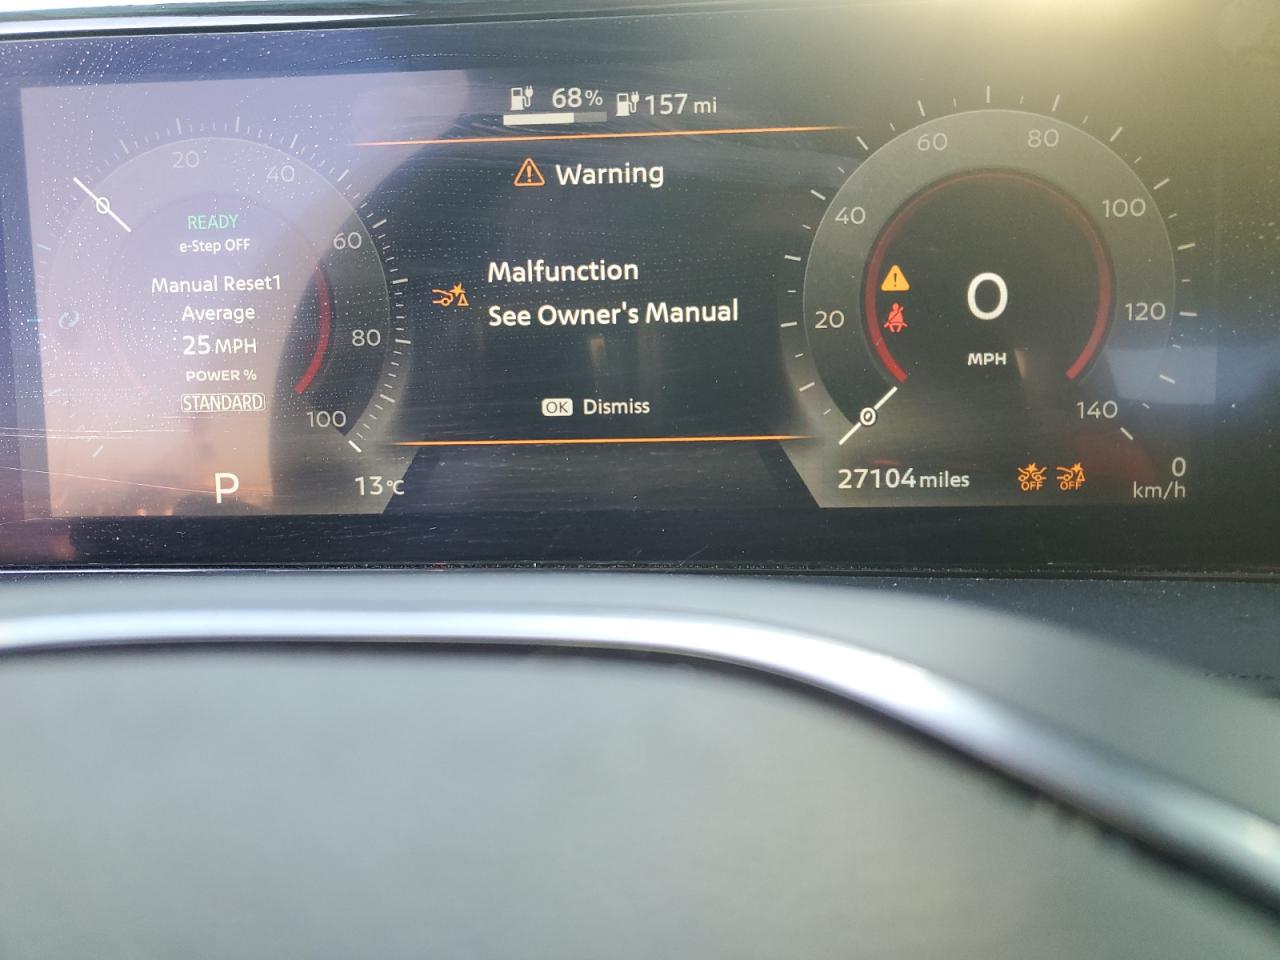 68% 157 mi
Warning
Malfunction
See Owner's Manual
OK Dismiss
0 20 40 60 80 100
READY
e-Step OFF
Manual Reset1
Average
25 MPH
POWER %
STANDARD
P 13°C
0 20 40 60 80 100 120 140
0
MPH
27104 miles
OFF OFF
0
km/h